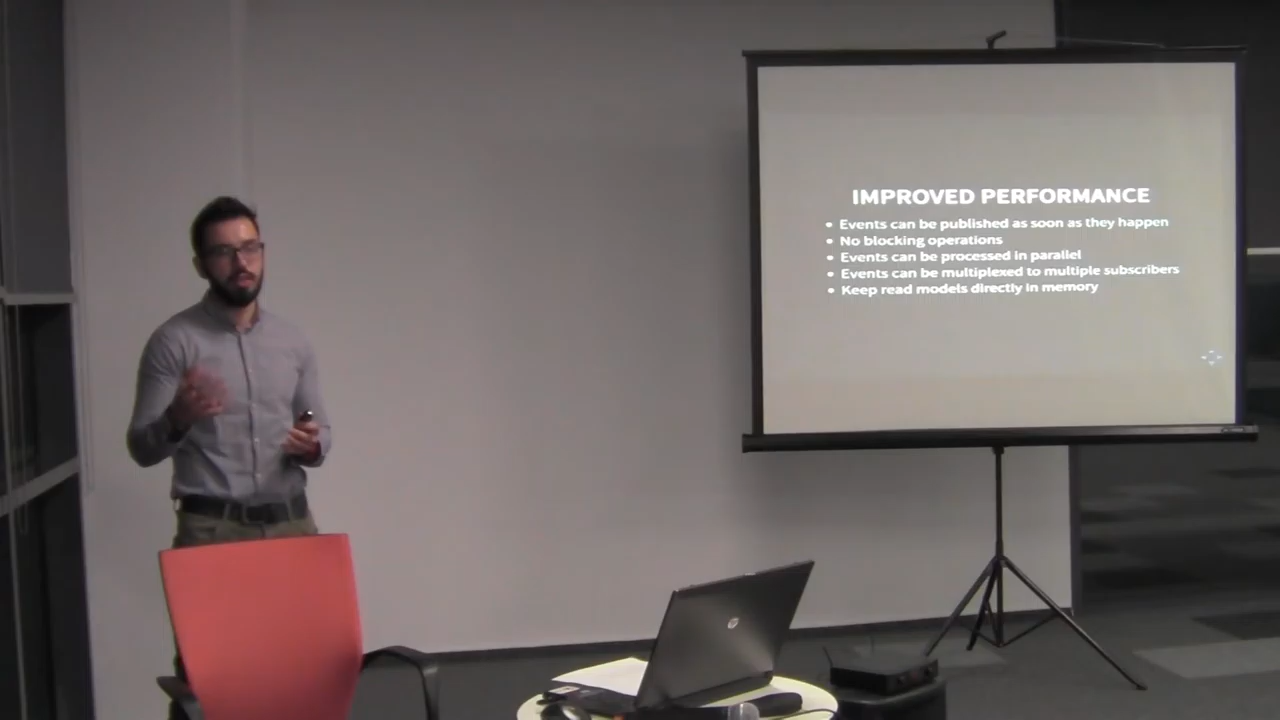 IMPROVED PERFORMANCE
• Events can be published as soon as they happen
• No blocking operations
• Events can be processed in parallel
• Events can be multiplexed to multiple subscribers
• Keep read models directly in memory
hp